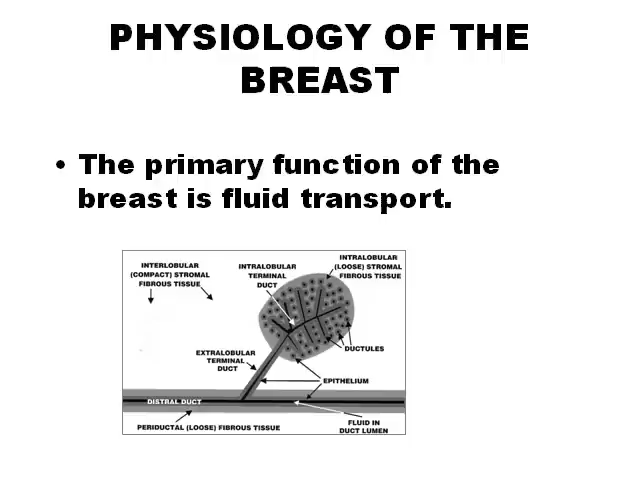 PHYSIOLOGY OF THE
BREAST
• The primary function of the
breast is fluid transport.
INTERLOBULAR
(COMPACT) STROMAL
FIBROUS TISSUE
INTRALOBULAR
TERMINAL
DUCT
INTRALOBULAR
(LOOSE) STROMAL
FIBROUS TISSUE
DUCTULES
EXTRALOBULAR
TERMINAL
DUCT
EPITHELIUM
DISTRAL DUCT
PERIDUCTAL (LOOSE) FIBROUS TISSUE
FLUID IN
DUCT LUMEN